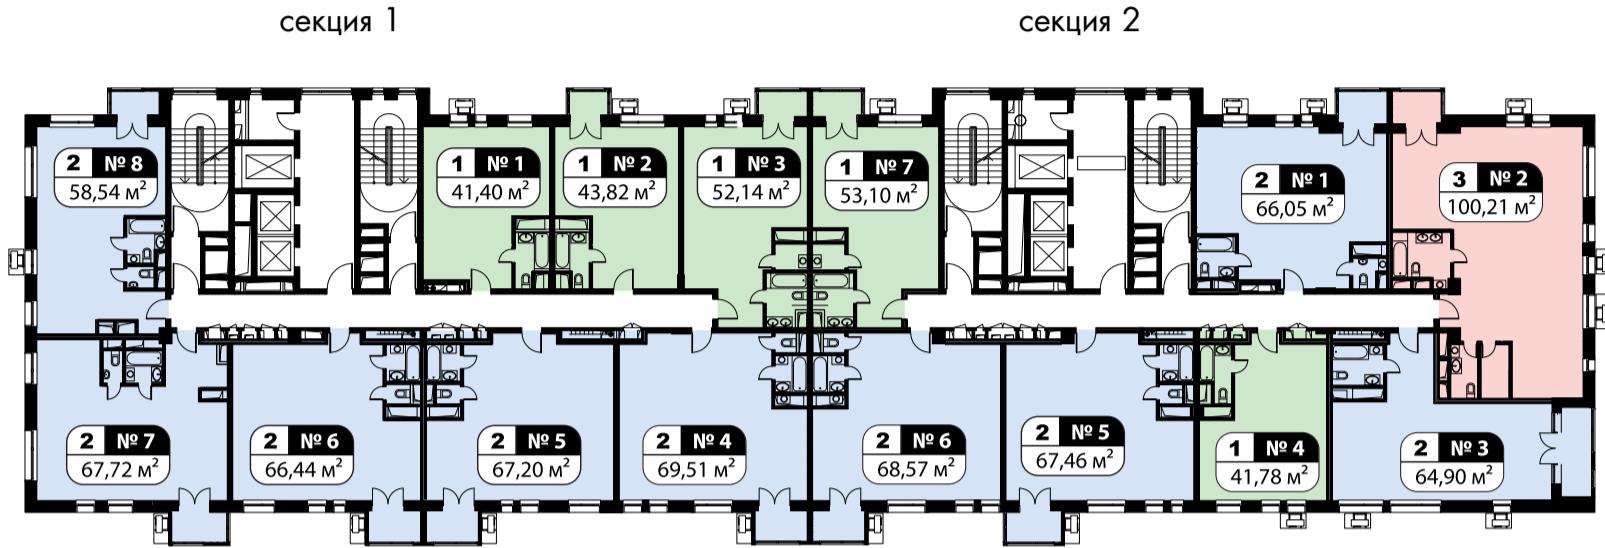 секция 1
секция 2
2 № 8
58,54 м²
1 № 1
41,40 м²
1 № 2
43,82 м²
1 № 3
52,14 м²
1 № 7
53,10 м²
2 № 1
66,05 м²
3 № 2
100,21 м²
2 № 7
67,72 м²
2 № 6
66,44 м²
2 № 5
67,20 м²
2 № 4
69,51 м²
2 № 6
68,57 м²
2 № 5
67,46 м²
1 № 4
41,78 м²
2 № 3
64,90 м²